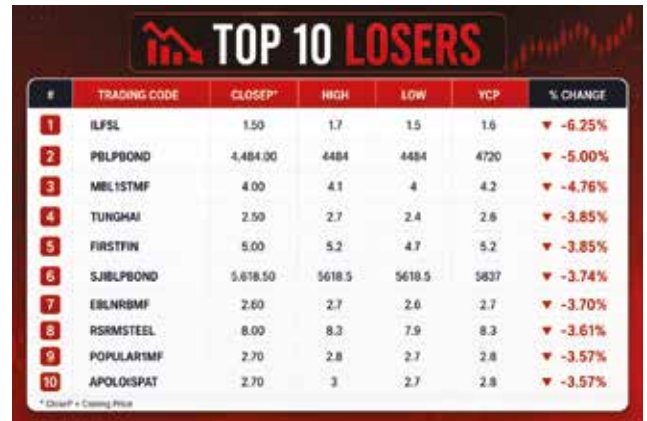 TOP 10 LOSERS
# TRADING CODE CLOSEP* HIGH LOW YCP % CHANGE
1 ILFSL 1.50 1.7 1.5 1.6 ▼ -6.25%
2 PBLPBOND 4,484.00 4484 4484 4720 ▼ -5.00%
3 MBL1STMF 4.00 4.1 4 4.2 ▼ -4.76%
4 TUNGHAI 2.50 2.7 2.4 2.6 ▼ -3.85%
5 FIRSTFIN 5.00 5.2 4.7 5.2 ▼ -3.85%
6 SJIBLPBOND 5,618.50 5618.5 5618.5 5837 ▼ -3.74%
7 EBLNRBMF 2.60 2.7 2.6 2.7 ▼ -3.70%
8 RSRMSTEEL 8.00 8.3 7.9 8.3 ▼ -3.61%
9 POPULAR1MF 2.70 2.8 2.7 2.8 ▼ -3.57%
10 APOLOISPAT 2.70 3 2.7 2.8 ▼ -3.57%
* CloseP = Closing Price